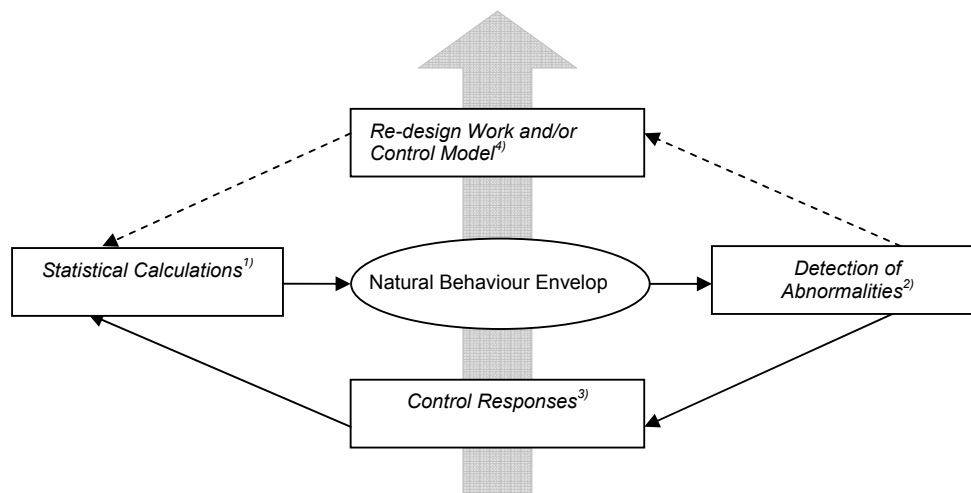 Re-design Work and/or
Control Model4)
Statistical Calculations1)
Natural Behaviour Envelop
Detection of
Abnormalities2)
Control Responses3)